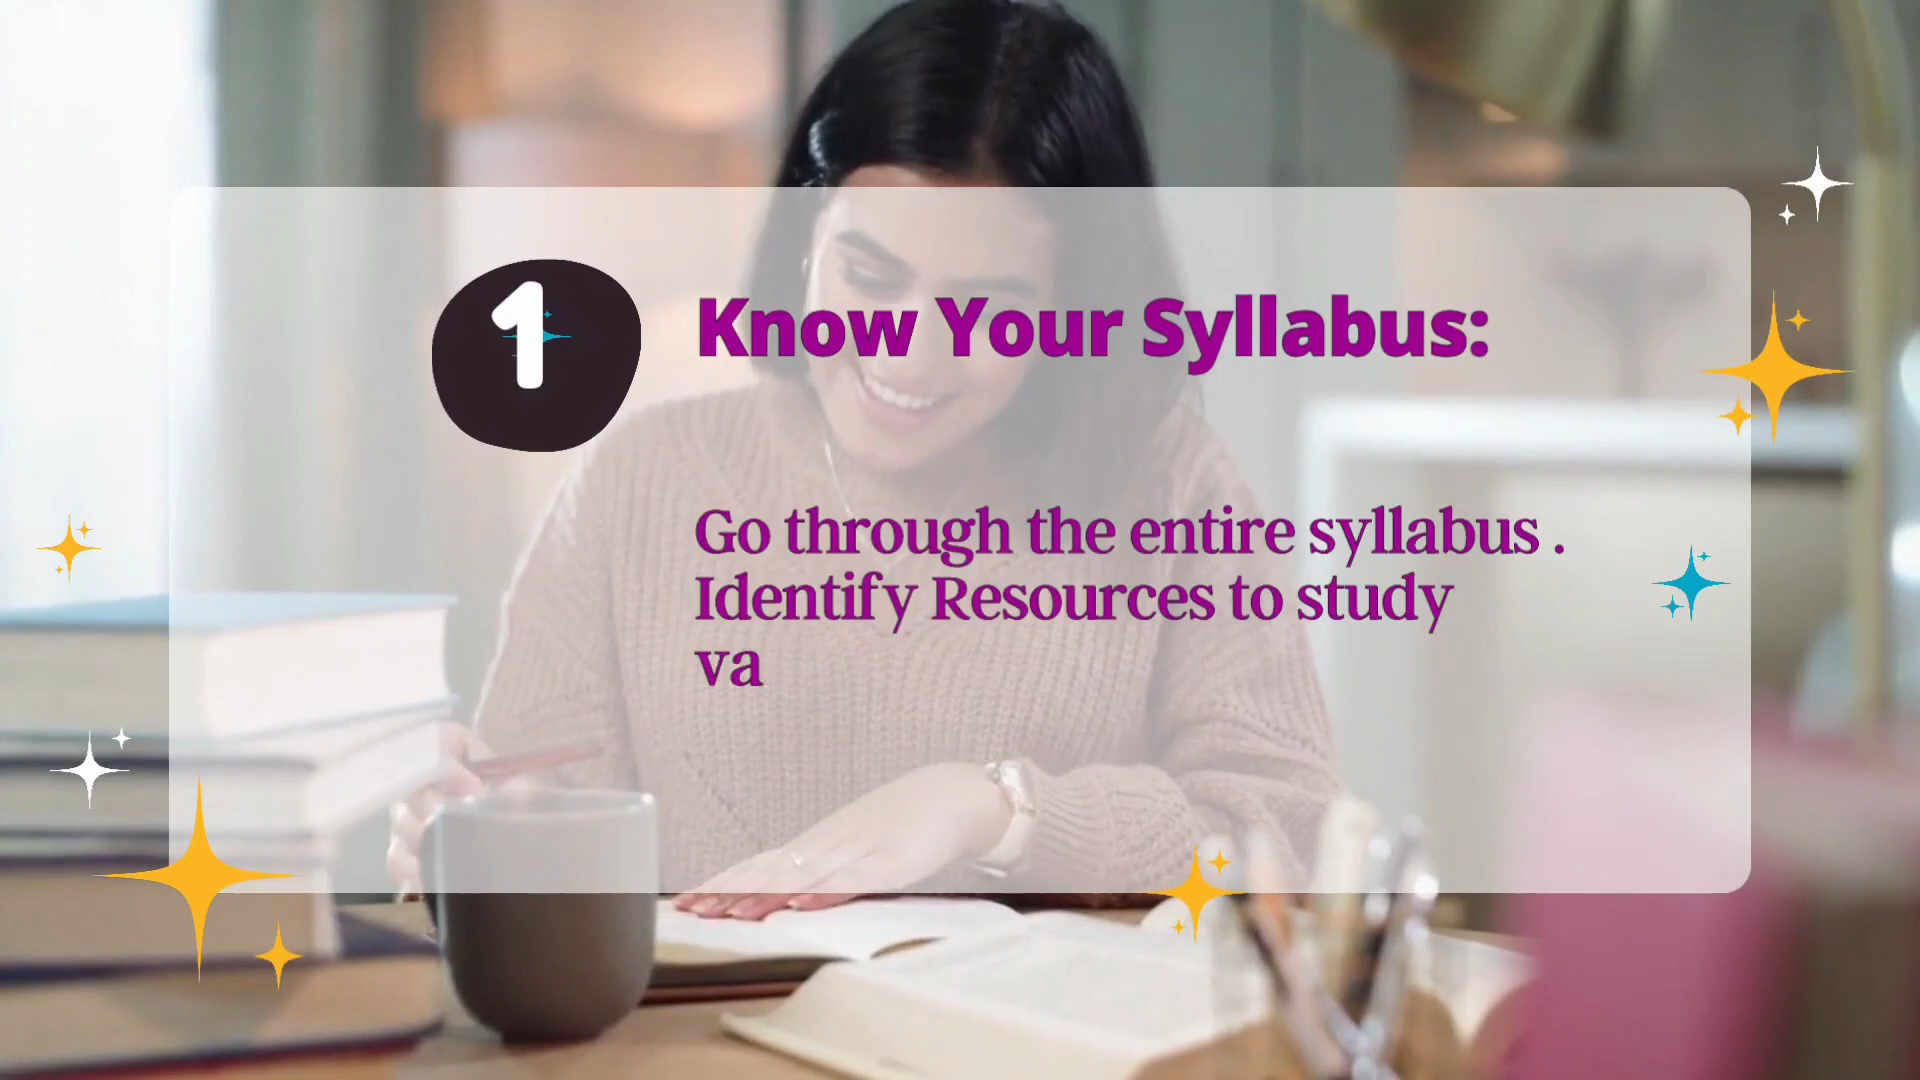 1
Know Your Syllabus:
Go through the entire syllabus .
Identify Resources to study
va